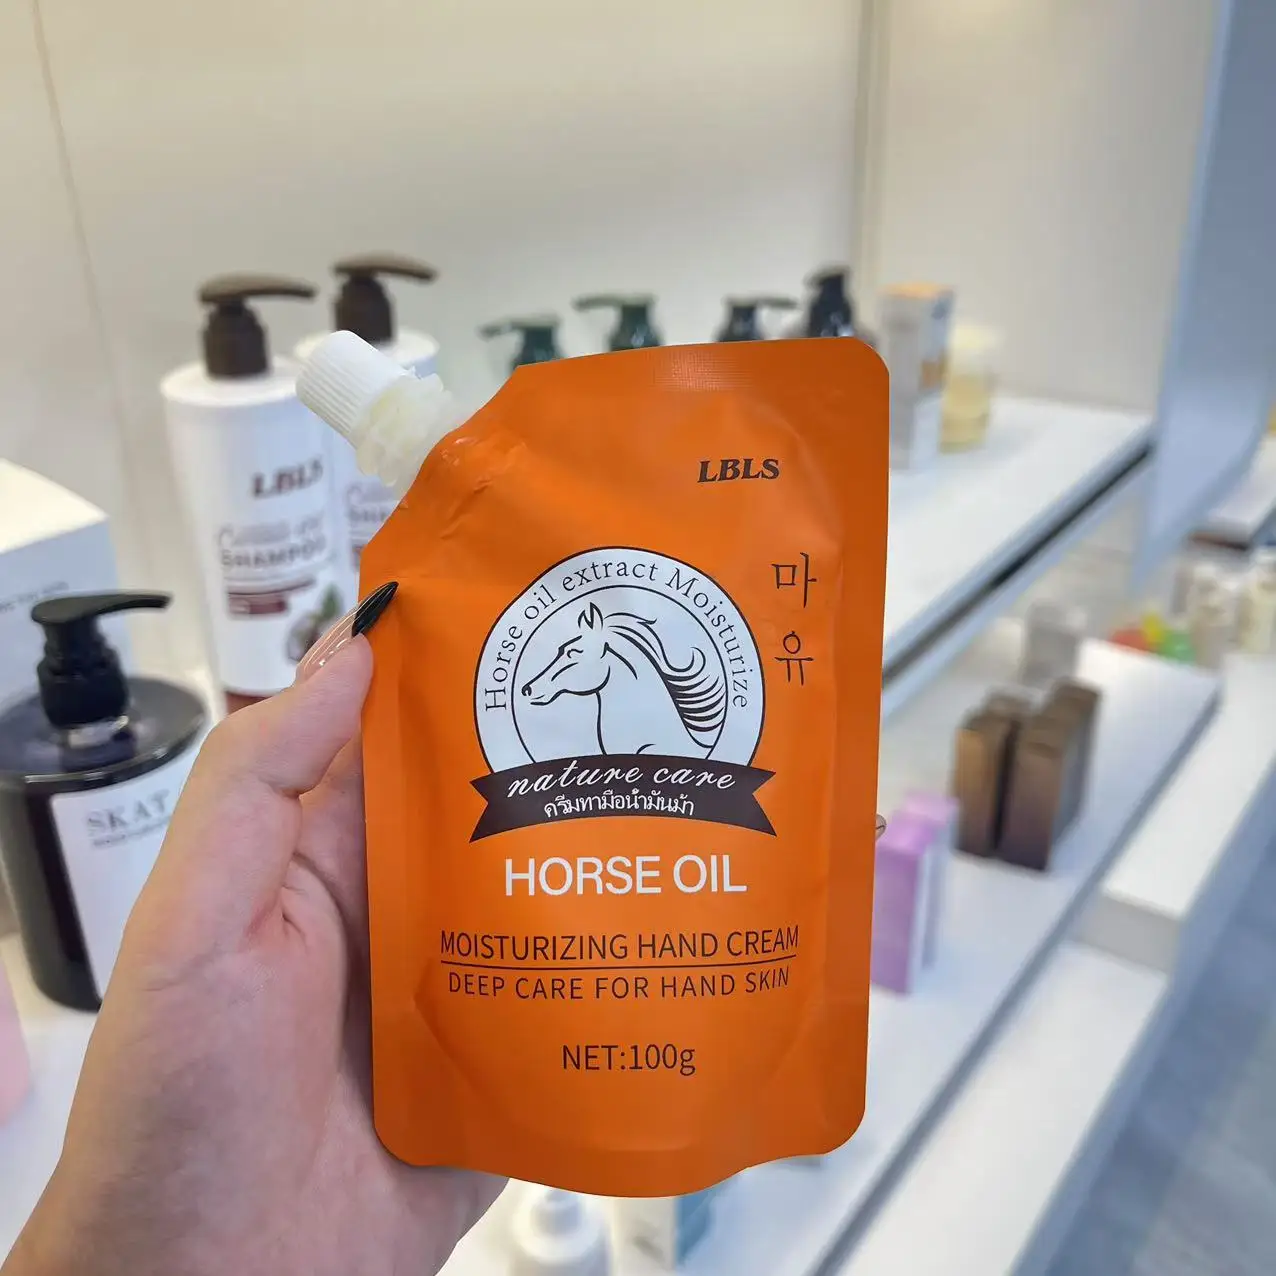 LBLS
마
유
Horse oil extract Moisturize
nature care
ครีมทามือน้ำมันม้า
HORSE OIL
MOISTURIZING HAND CREAM
DEEP CARE FOR HAND SKIN
NET:100g
LBLS
SHAMPOO
SKAT